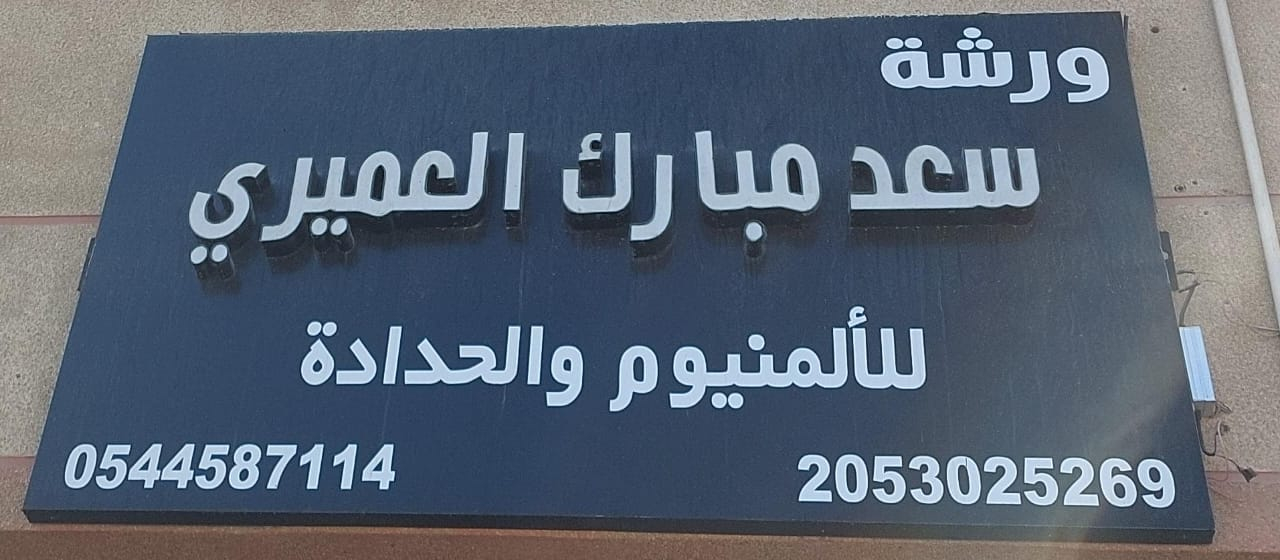 ورشة
سعد مبارك العميري
للألمنيوم والحدادة
2053025269
0544587114